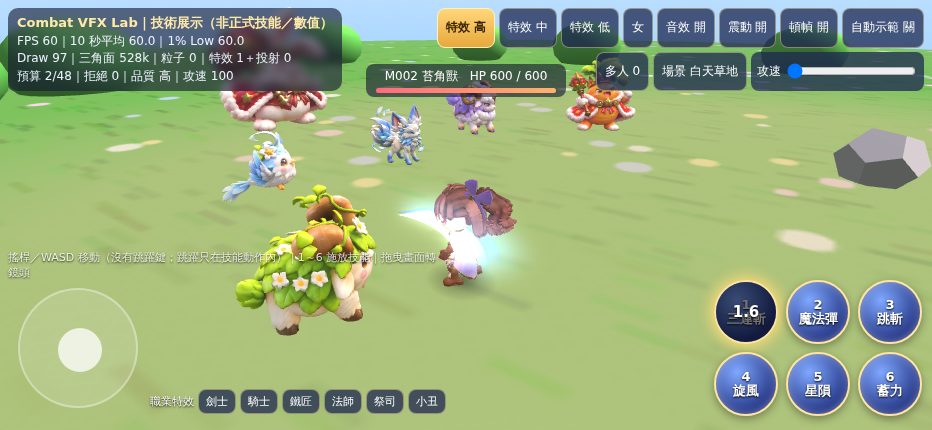 Combat VFX Lab｜技術展示（非正式技能／數值）
FPS 60｜10 秒平均 60.0｜1% Low 60.0
Draw 97｜三角面 528k｜粒子 0｜特效 1＋投射 0
預算 2/48｜拒絕 0｜品質 高｜攻速 100
特效 高
特效 中
特效 低
女
音效 開
震動 開
頓幀 開
自動示範 關
M002 苔角獸 HP 600 / 600
多人 0
場景 白天草地
攻速
搖桿／WASD 移動（沒有跳躍鍵；跳躍只在技能動作內）｜1～6 施放技能｜拖曳畫面轉
鏡頭
1
1.6
三連斬
2
魔法彈
3
跳斬
4
旋風
5
星隕
6
蓄力
職業特效
劍士
騎士
鐵匠
法師
祭司
小丑